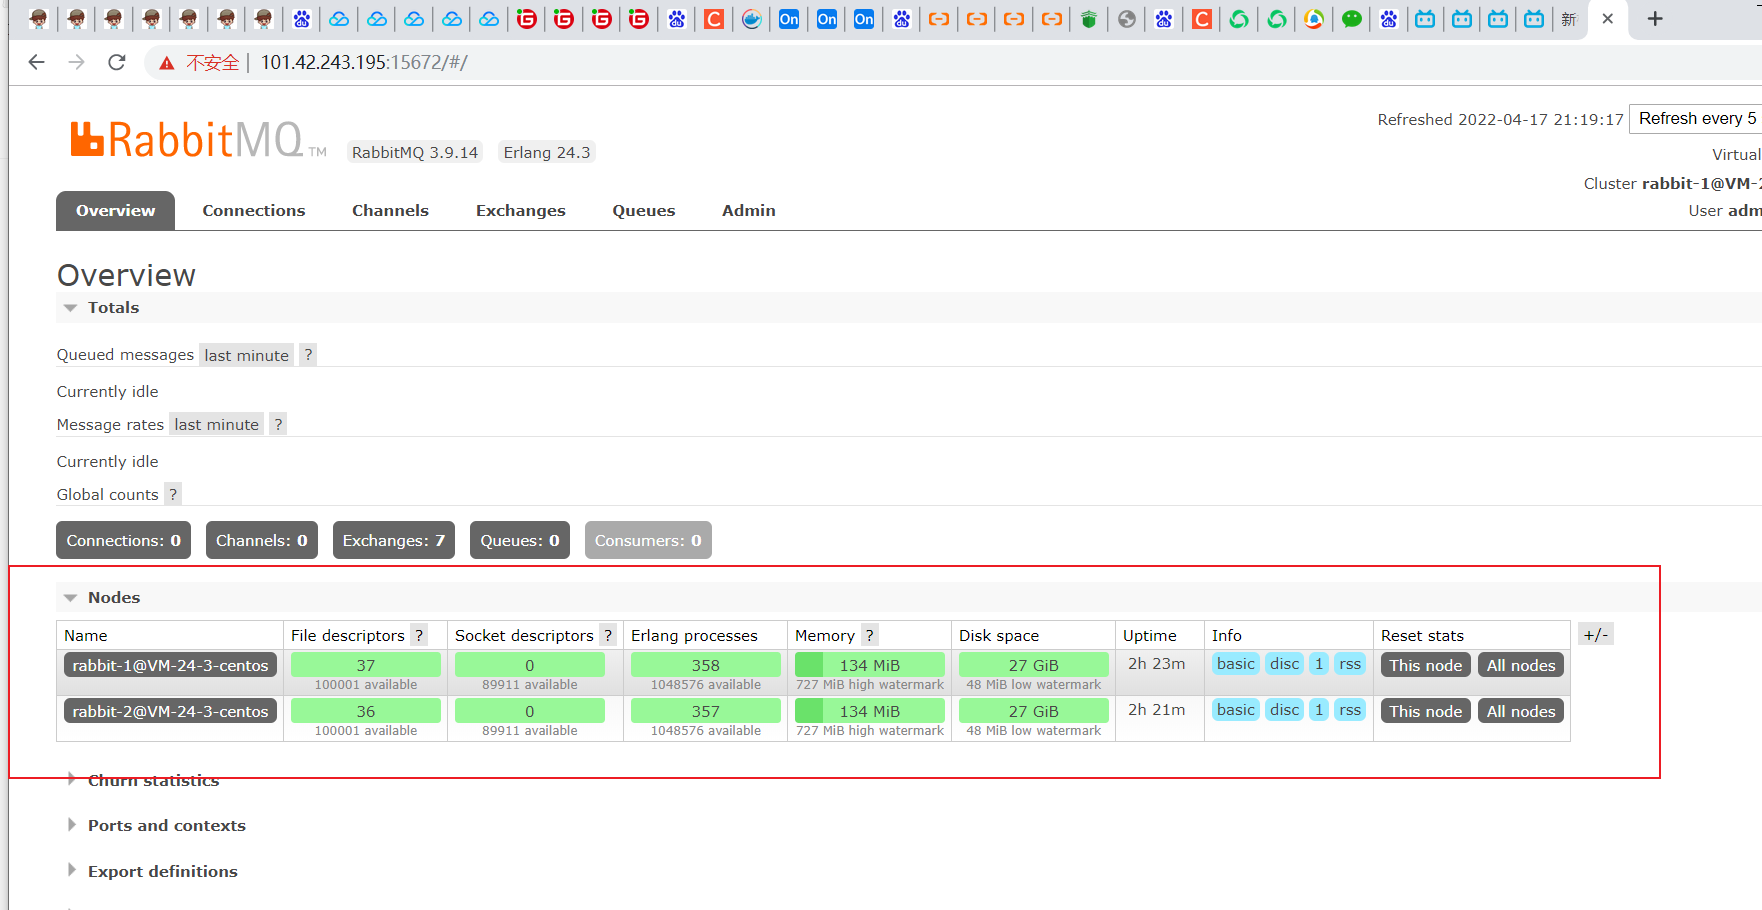 新
不安全 101.42.243.195:15672/#/
Refreshed 2022-04-17 21:19:17 Refresh every 5
RabbitMQ TM RabbitMQ 3.9.14 Erlang 24.3
Virtual
Cluster rabbit-1@VM-2
User adm
Overview Connections Channels Exchanges Queues Admin
Overview
Totals
Queued messages last minute ?
Currently idle
Message rates last minute ?
Currently idle
Global counts ?
Connections: 0 Channels: 0 Exchanges: 7 Queues: 0 Consumers: 0
Nodes
Name File descriptors ? Socket descriptors ? Erlang processes Memory ? Disk space Uptime Info Reset stats +/-
rabbit-1@VM-24-3-centos 37 0 358 134 MiB 27 GiB 2h 23m basic disc 1 rss This node All nodes
100001 available 89911 available 1048576 available 727 MiB high watermark 48 MiB low watermark
rabbit-2@VM-24-3-centos 36 0 357 134 MiB 27 GiB 2h 21m basic disc 1 rss This node All nodes
100001 available 89911 available 1048576 available 727 MiB high watermark 48 MiB low watermark
Churn statistics
Ports and contexts
Export definitions